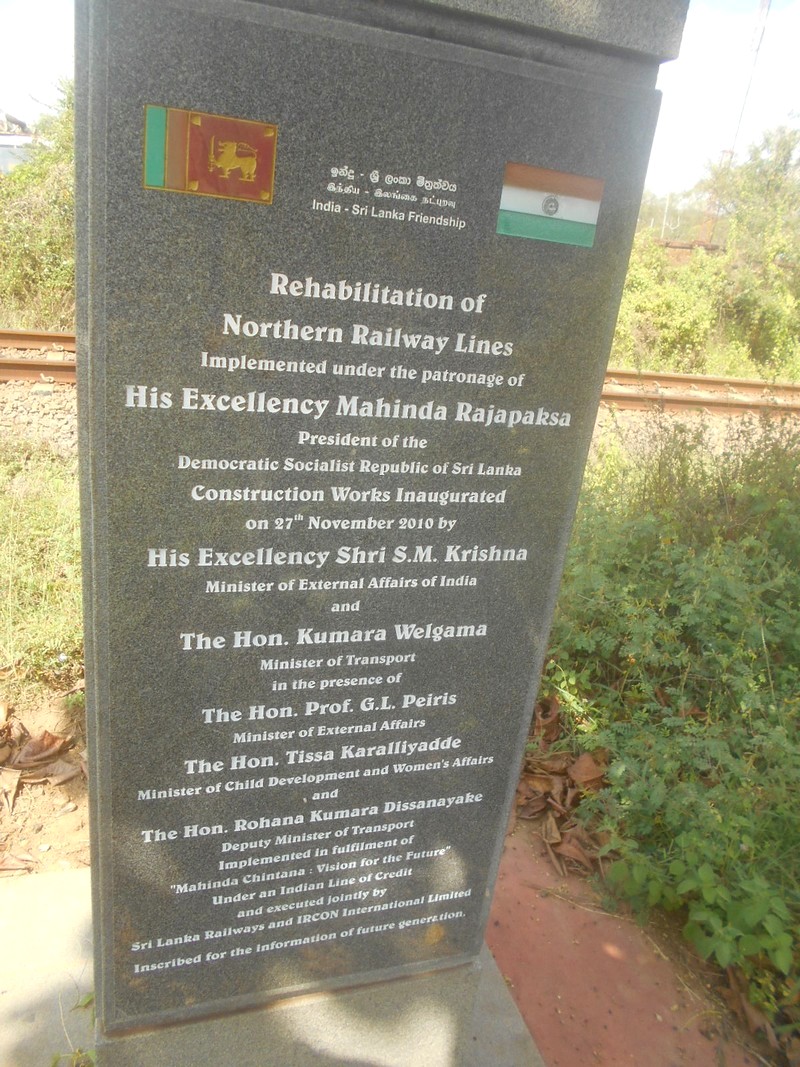 ඉන්දු - ශ්‍රී ලංකා මිත්‍රත්වය
இந்திய - இலங்கை நட்புறவு
India - Sri Lanka Friendship
Rehabilitation of
Northern Railway Lines
Implemented under the patronage of
His Excellency Mahinda Rajapaksa
President of the
Democratic Socialist Republic of Sri Lanka
Construction Works Inaugurated
on 27th November 2010 by
His Excellency Shri S.M. Krishna
Minister of External Affairs of India
and
The Hon. Kumara Welgama
Minister of Transport
in the presence of
The Hon. Prof. G.L. Peiris
Minister of External Affairs
The Hon. Tissa Karalliyadde
Minister of Child Development and Women's Affairs
and
The Hon. Rohana Kumara Dissanayake
Deputy Minister of Transport
Implemented in fulfilment of
"Mahinda Chintana : Vision for the Future"
Under an Indian Line of Credit
and executed jointly by
Sri Lanka Railways and IRCON International Limited
Inscribed for the information of future generation.